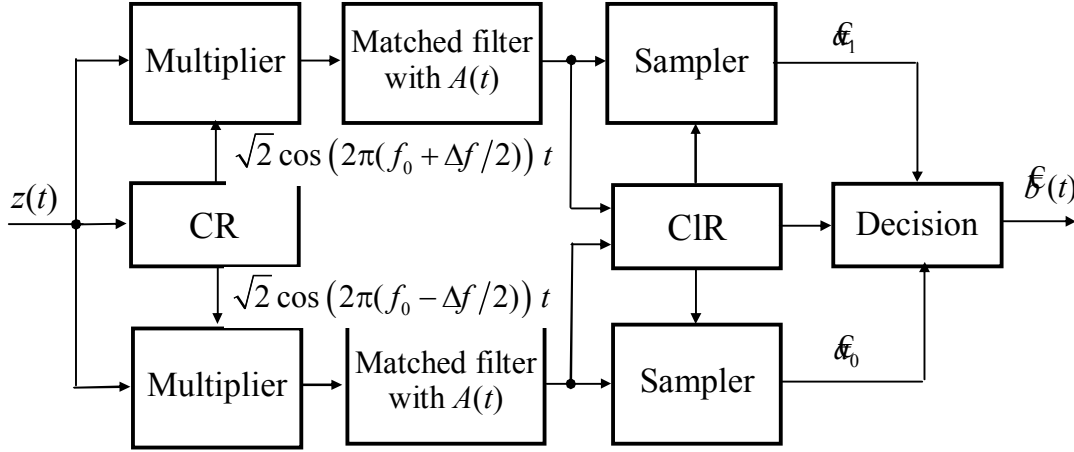 Multiplier
Matched filter
with A(t)
Sampler
√2 cos (2π(f₀ + Δf/2)) t
z(t)
CR
ClR
Decision
√2 cos (2π(f₀ − Δf/2)) t
Multiplier
Matched filter
with A(t)
Sampler